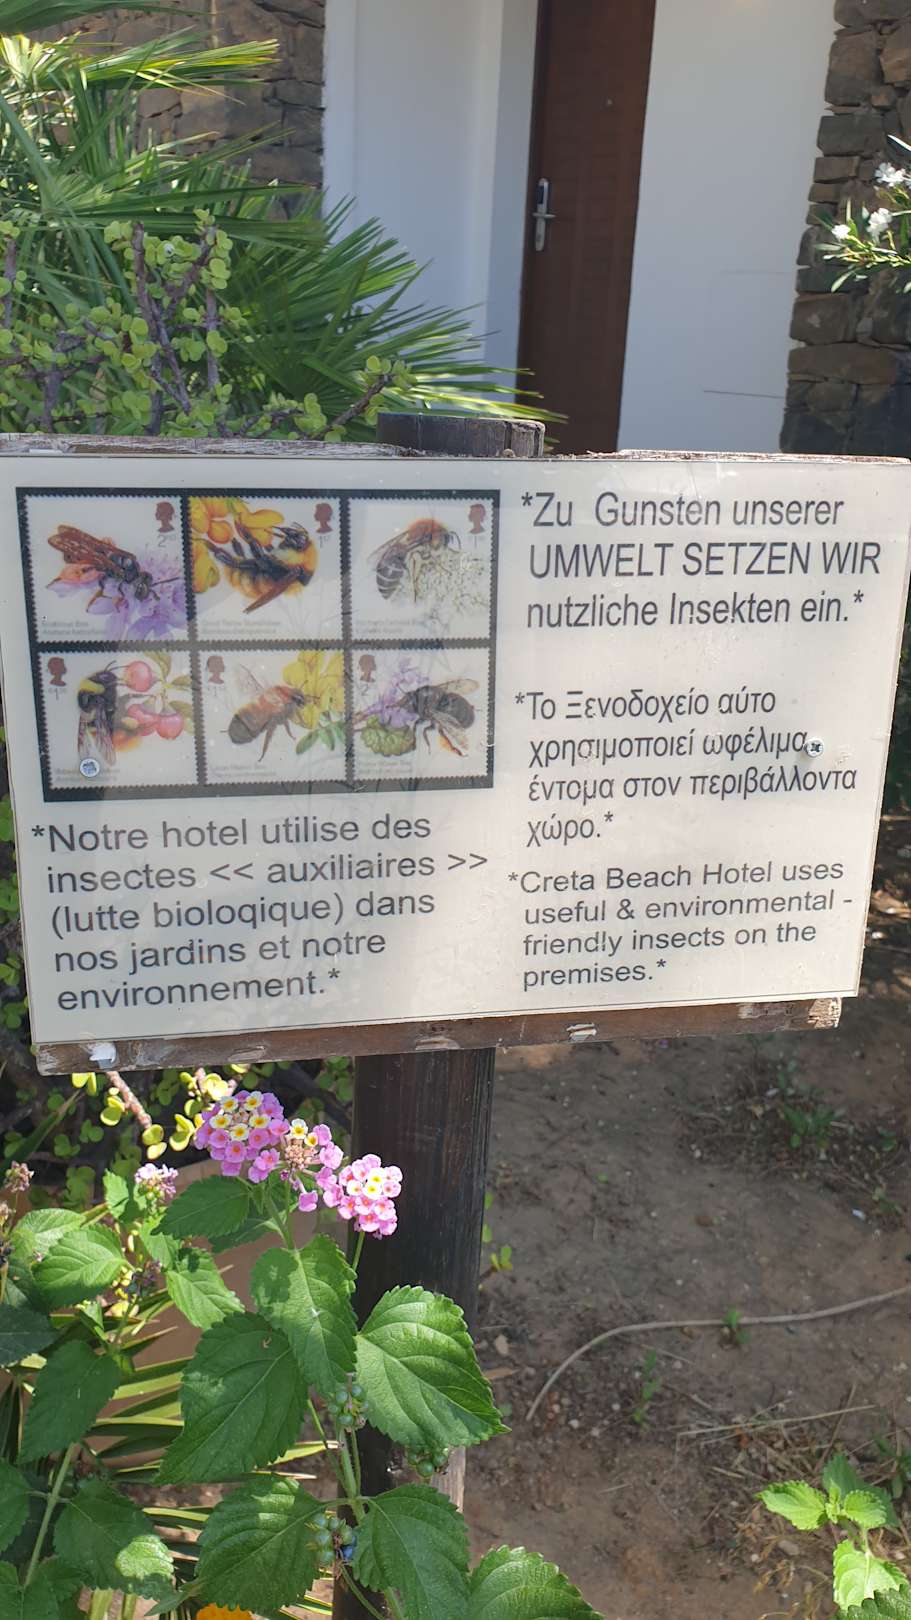 *Notre hotel utilise des
insectes << auxiliaires >>
(lutte bioloqique) dans
nos jardins et notre
environnement.*
*Zu Gunsten unserer
UMWELT SETZEN WIR
nutzliche Insekten ein.*
*Το Ξενοδοχείο αύτο
χρησιμοποιεί ωφέλιμα
έντομα στον περιβάλλοντα
χώρο.*
*Creta Beach Hotel uses
useful & environmental -
friendly insects on the
premises.*